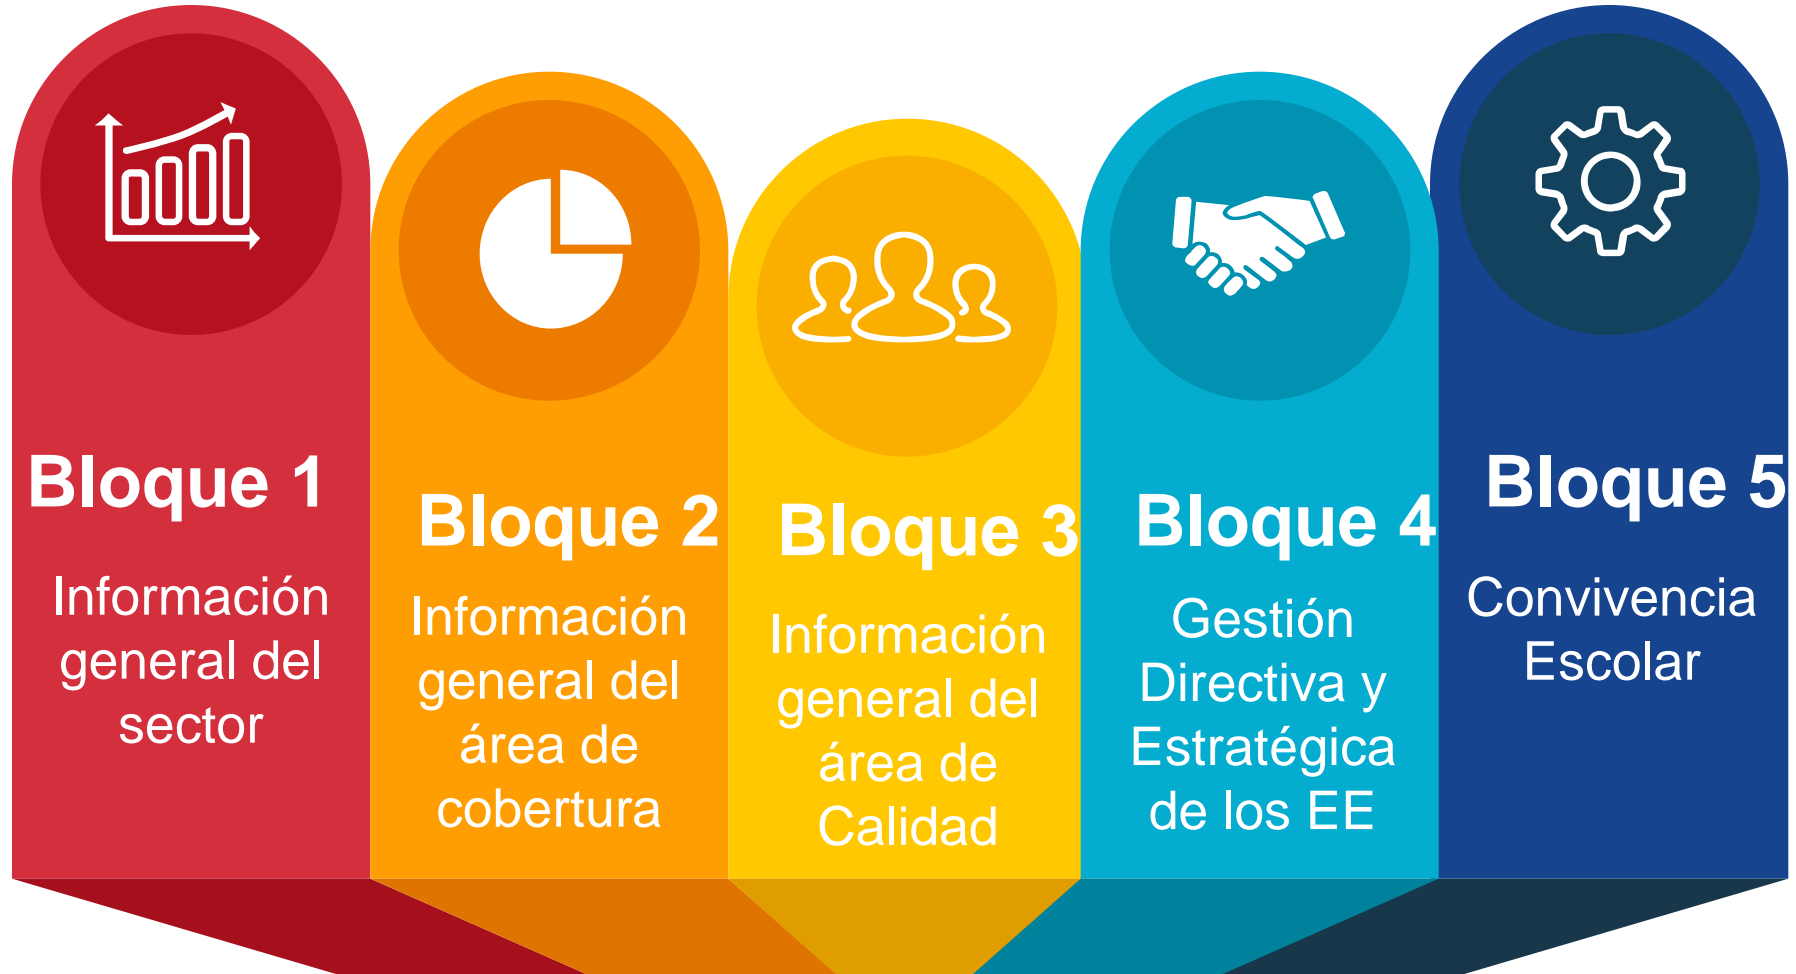 Bloque 1
Información
general del
sector
Bloque 2
Información
general del
área de
cobertura
Bloque 3
Información
general del
área de
Calidad
Bloque 4
Gestión
Directiva y
Estratégica
de los EE
Bloque 5
Convivencia
Escolar